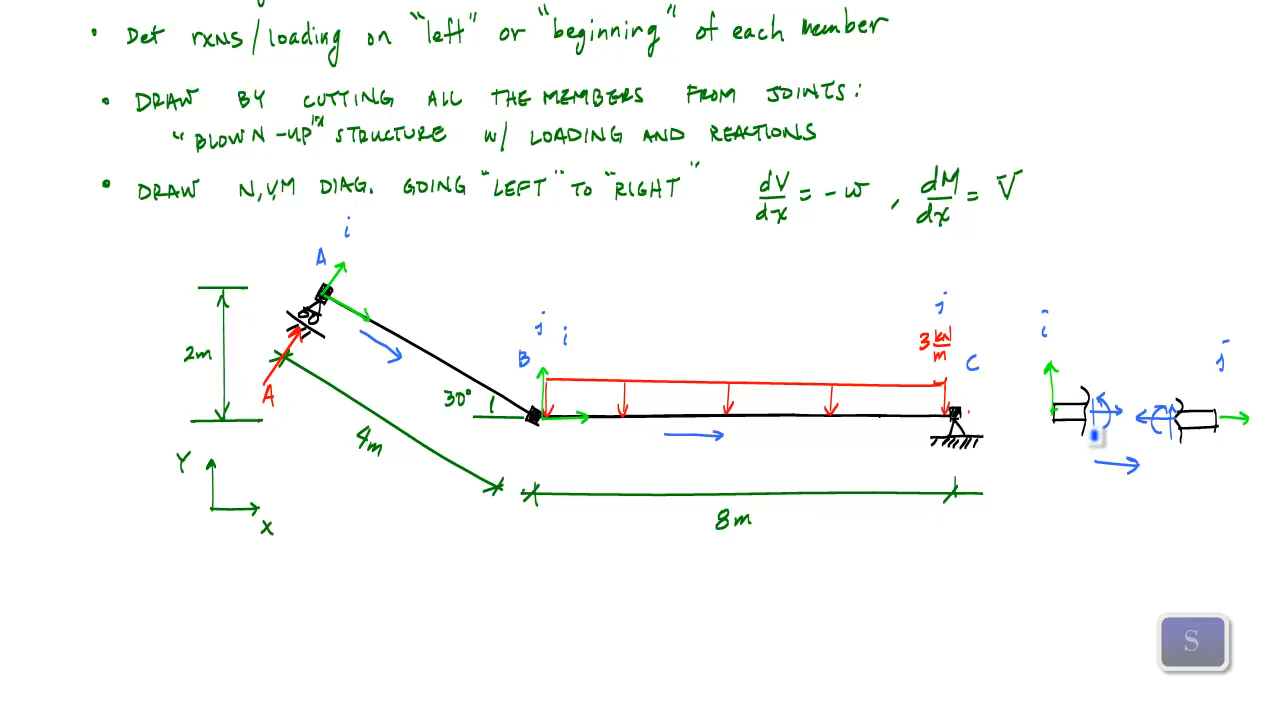 • Det rxns/loading on "left" or "beginning" of each member
• DRAW BY CUTTING ALL THE MEMBERS FROM JOINTS:
"BLOWN-UP" STRUCTURE W/ LOADING AND REACTIONS
• DRAW N,V,M DIAG. GOING "LEFT" TO "RIGHT" dV/dx = -w , dM/dx = V
i
A
j
j
i
i
3 kN/m
j
B
C
2m
30°
A
4m
Y
X
8m
S